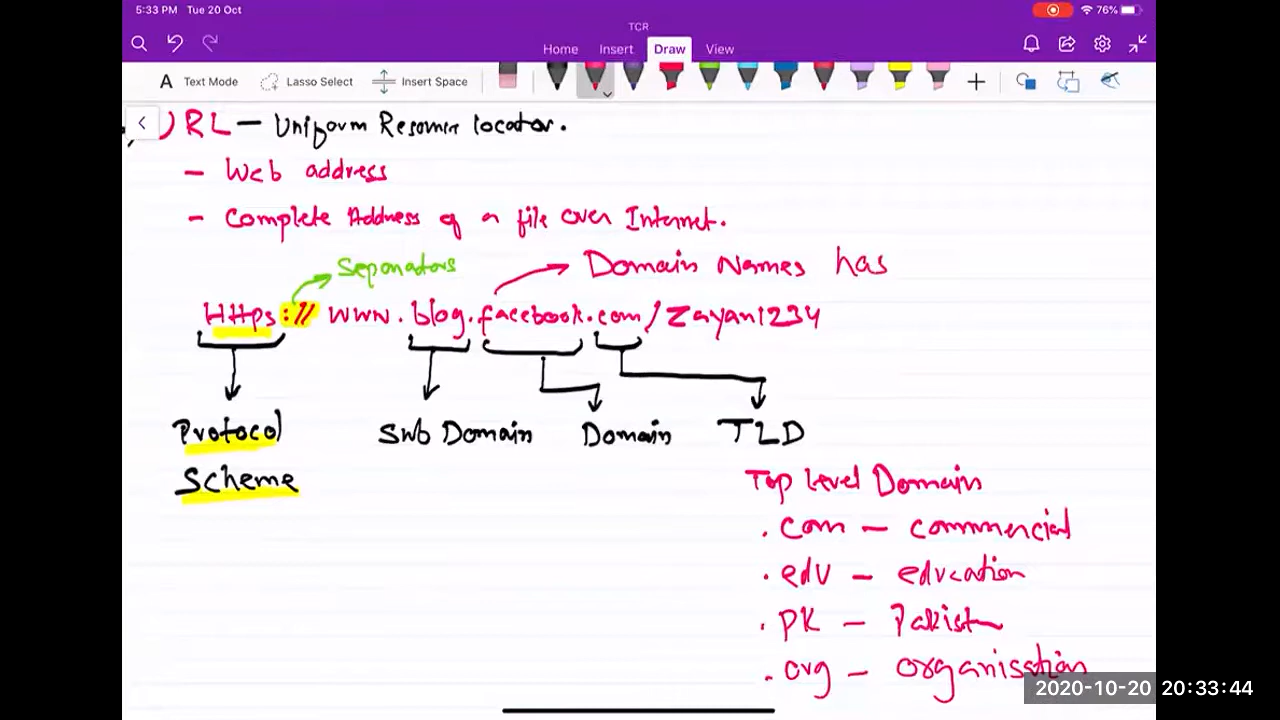 5:33 PM Tue 20 Oct
76%
TCR
Home Insert Draw View
Text Mode Lasso Select Insert Space
URL — Uniform Resource locator.
- Web address
- Complete Address of a file over Internet.
Separators
Domain Names has
Https:// www.blog.facebook.com/Zayan1234
Protocol Sub Domain Domain TLD
Scheme
Top Level Domain
.com - commercial
.edu - education
.pk - Pakistan
.org - organisation
2020-10-20 20:33:44